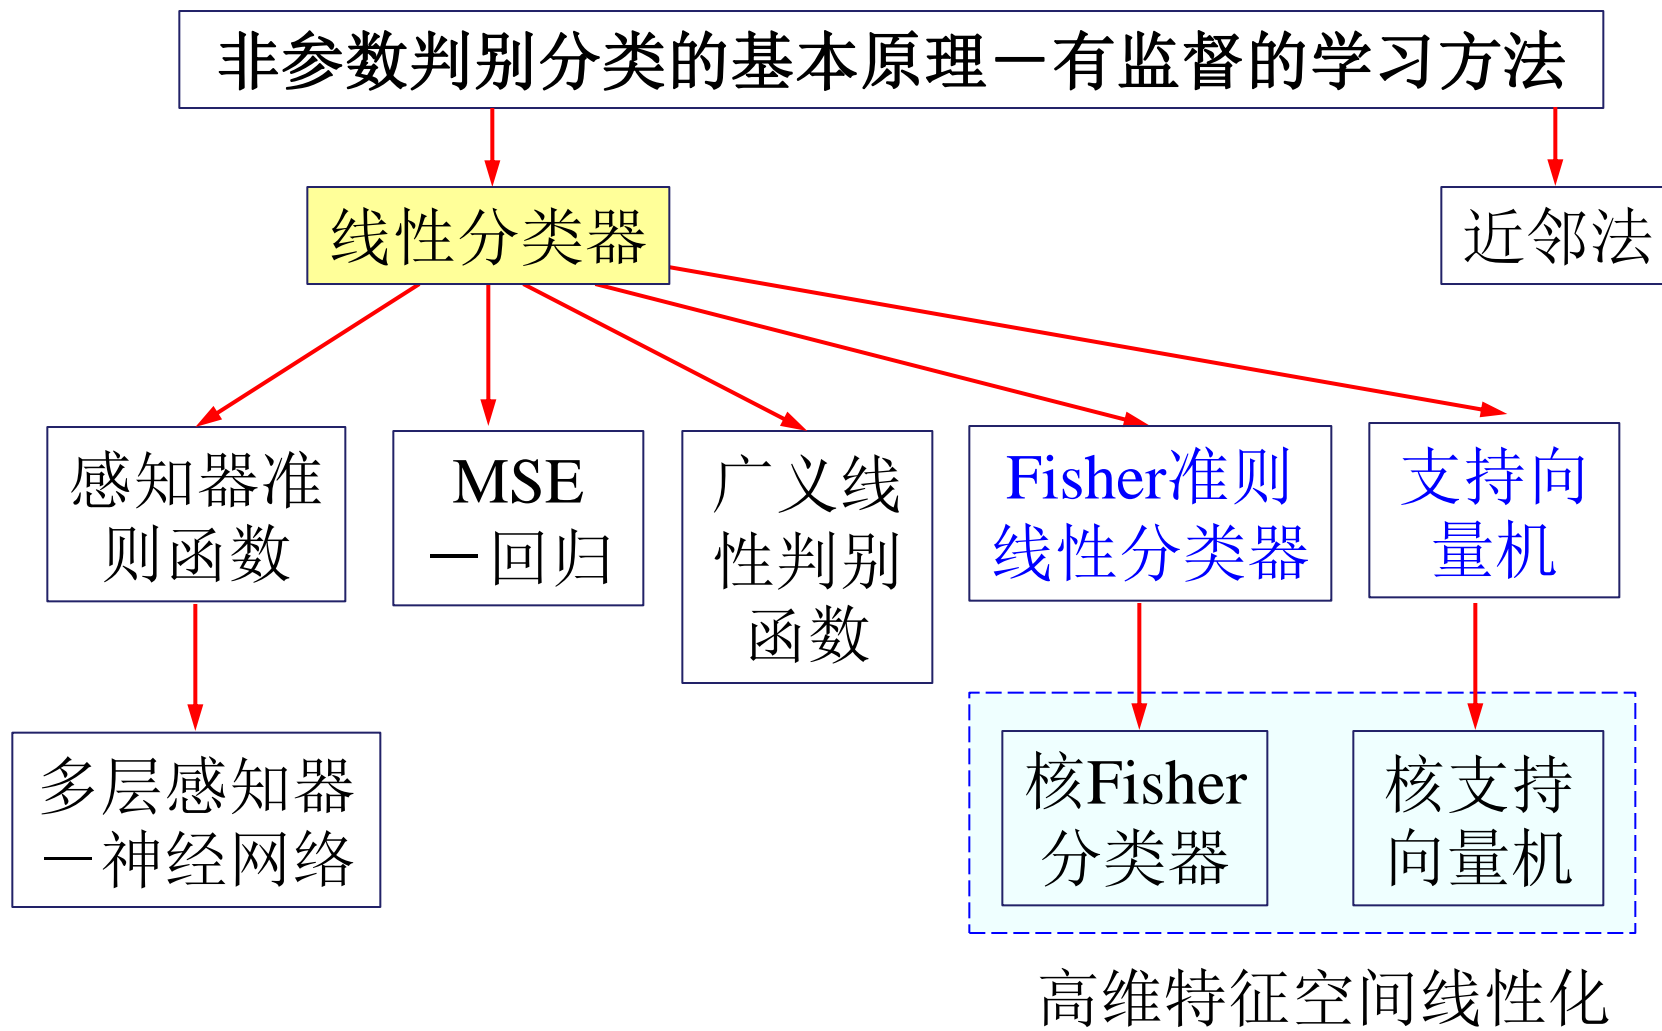 非参数判别分类的基本原理－有监督的学习方法
线性分类器
近邻法
感知器准
则函数
MSE
－回归
广义线
性判别
函数
Fisher准则
线性分类器
支持向
量机
多层感知器
－神经网络
核Fisher
分类器
核支持
向量机
高维特征空间线性化